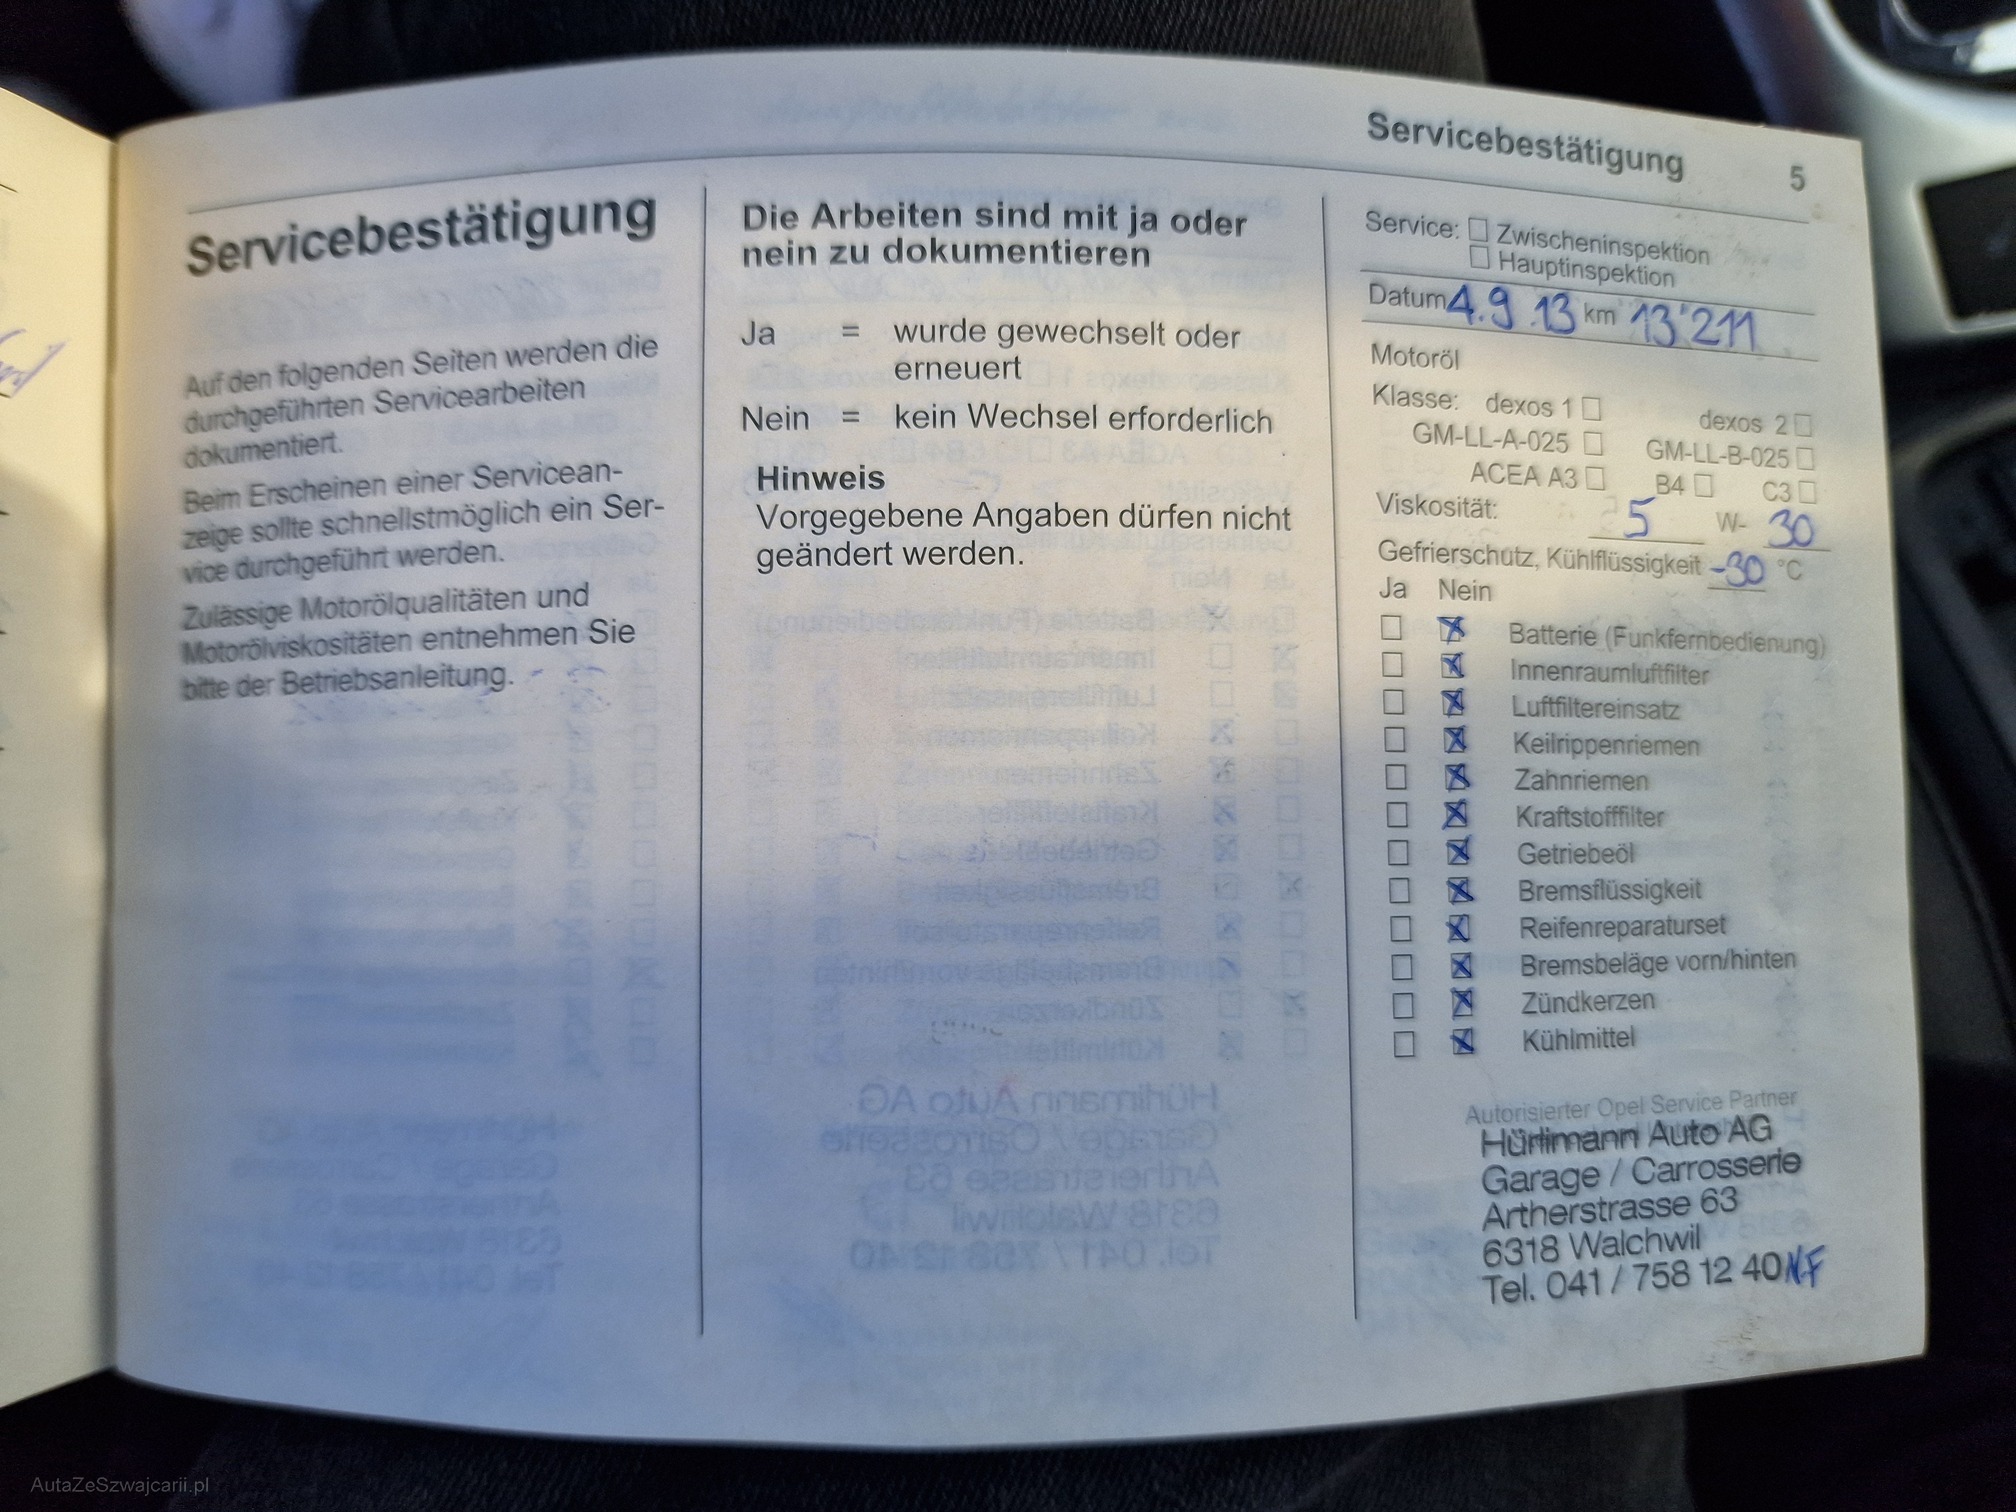 Servicebestätigung 5
Servicebestätigung
Auf den folgenden Seiten werden die
durchgeführten Servicearbeiten
dokumentiert.
Beim Erscheinen einer Servicean-
zeige sollte schnellstmöglich ein Ser-
vice durchgeführt werden.
Zulässige Motorölqualitäten und
Motorölviskositäten entnehmen Sie
bitte der Betriebsanleitung.
Die Arbeiten sind mit ja oder
nein zu dokumentieren
Ja = wurde gewechselt oder
erneuert
Nein = kein Wechsel erforderlich
Hinweis
Vorgegebene Angaben dürfen nicht
geändert werden.
Service: ☐ Zwischeninspektion
☐ Hauptinspektion
Datum 4.9.13 km 13'211
Motoröl
Klasse: dexos 1 ☐ dexos 2 ☐
GM-LL-A-025 ☐ GM-LL-B-025 ☐
ACEA A3 ☐ B4 ☐ C3 ☐
Viskosität: 5 W- 30
Gefrierschutz, Kühlflüssigkeit -30 °C
Ja Nein
☐ ☒ Batterie (Funkfernbedienung)
☐ ☒ Innenraumluftfilter
☐ ☒ Luftfiltereinsatz
☐ ☒ Keilrippenriemen
☐ ☒ Zahnriemen
☐ ☒ Kraftstofffilter
☐ ☒ Getriebeöl
☐ ☒ Bremsflüssigkeit
☐ ☒ Reifenreparaturset
☐ ☒ Bremsbeläge vorn/hinten
☐ ☒ Zündkerzen
☐ ☒ Kühlmittel
Autorisierter Opel Service Partner
Hürlimann Auto AG
Garage / Carrosserie
Artherstrasse 63
6318 Walchwil
Tel. 041 / 758 12 40 NF
AutaZeSzwajcarii.pl